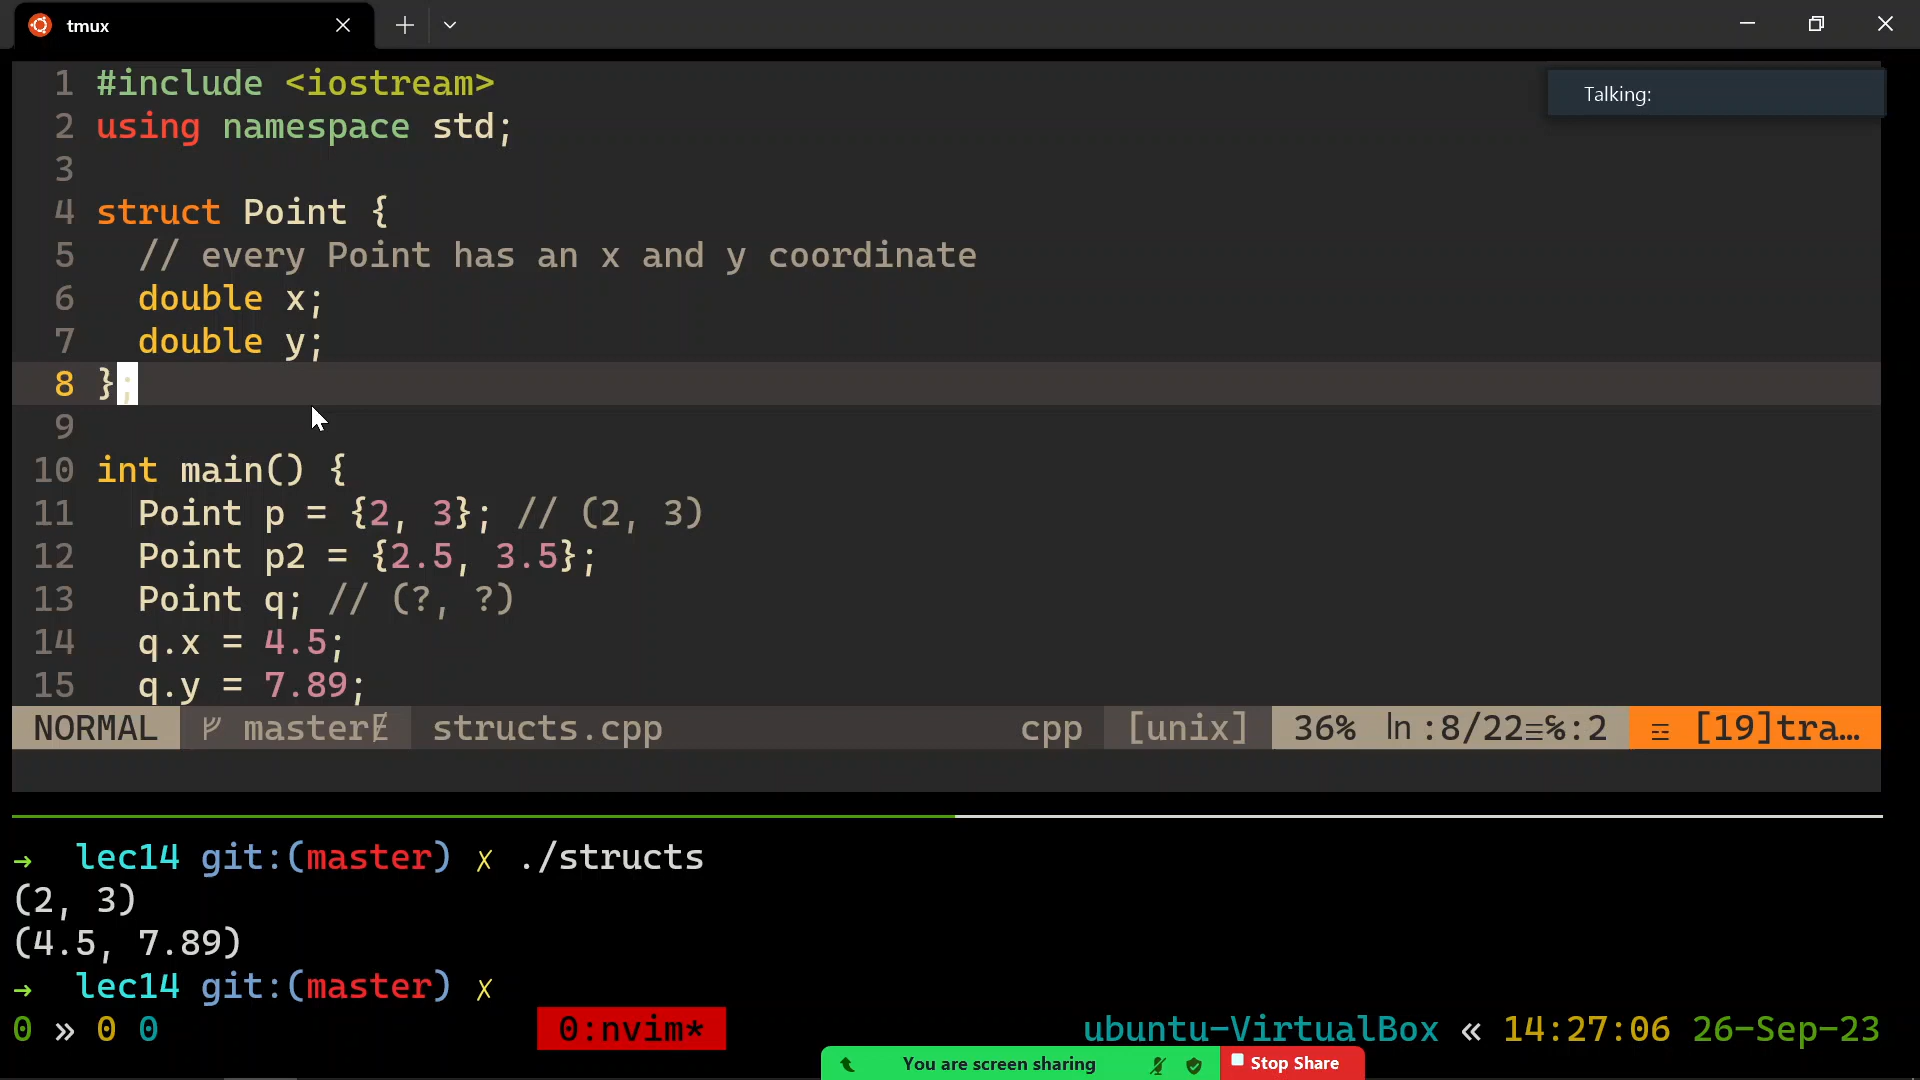 tmux
Talking:
1 #include <iostream>
2 using namespace std;
3
4 struct Point {
5 // every Point has an x and y coordinate
6 double x;
7 double y;
8 };
9
10 int main() {
11 Point p = {2, 3}; // (2, 3)
12 Point p2 = {2.5, 3.5};
13 Point q; // (?, ?)
14 q.x = 4.5;
15 q.y = 7.89;
NORMAL master structs.cpp cpp [unix] 36% ln :8/22≡%:2 ☲ [19]tra…
→ lec14 git:(master) ✗ ./structs
(2, 3)
(4.5, 7.89)
→ lec14 git:(master) ✗
0 » 0 0 0:nvim* ubuntu-VirtualBox « 14:27:06 26-Sep-23
You are screen sharing Stop Share